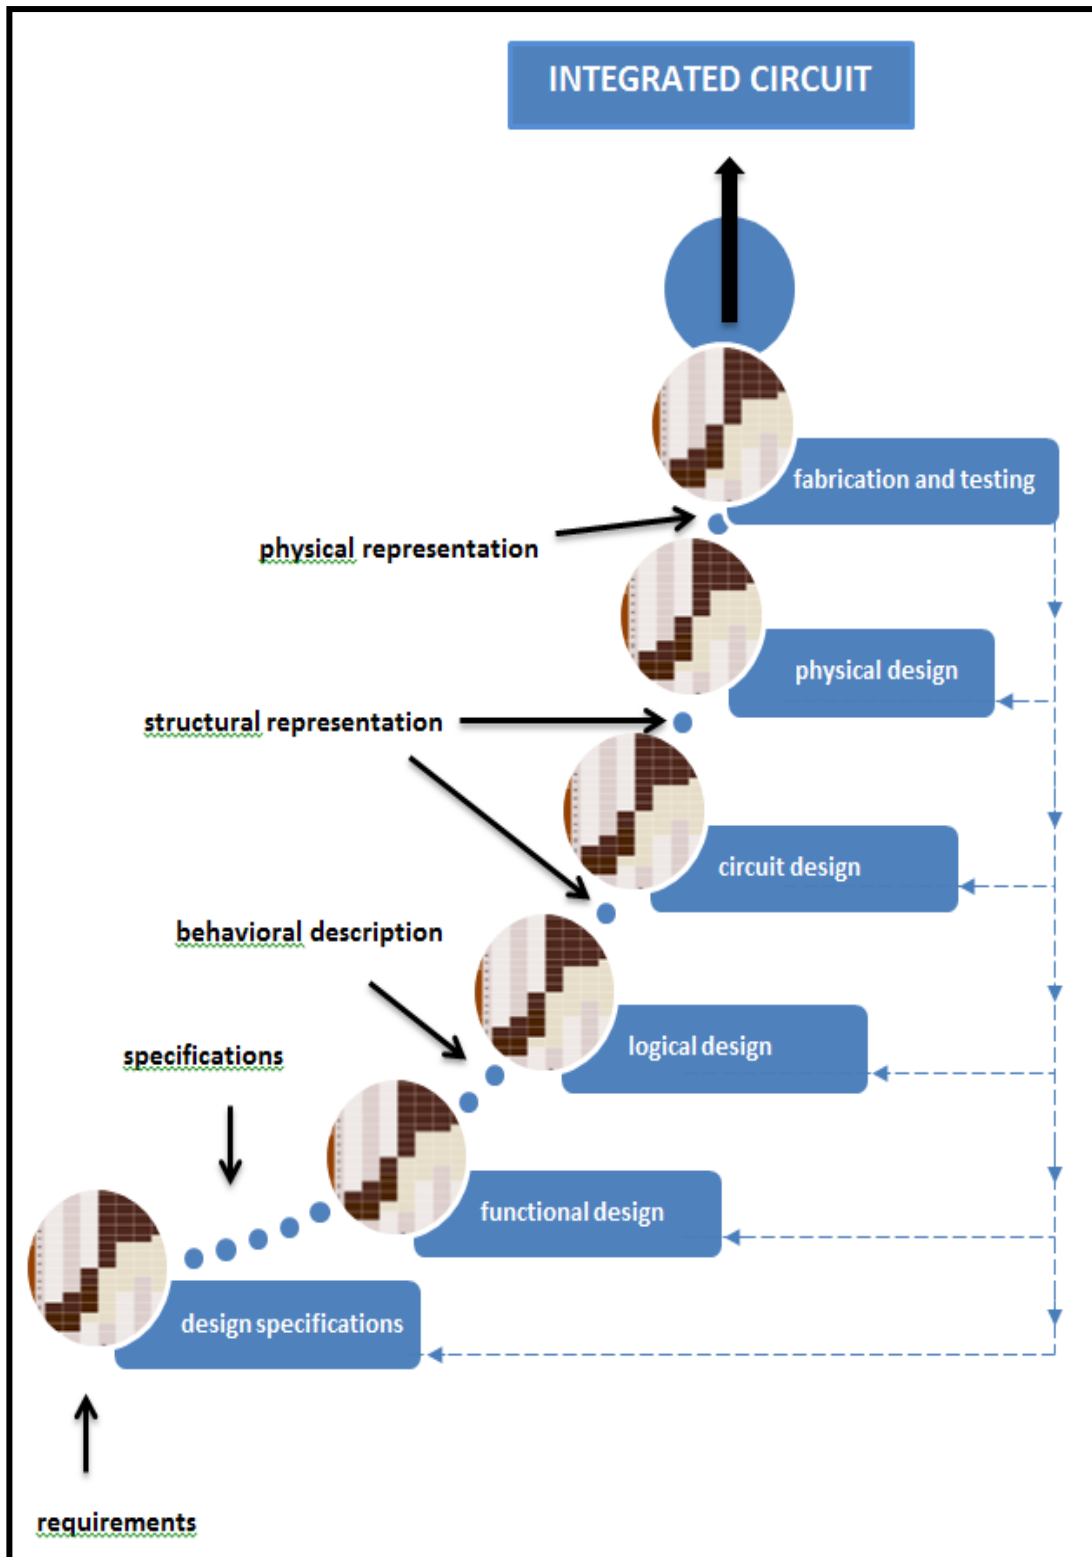 INTEGRATED CIRCUIT
fabrication and testing
physical representation
physical design
structural representation
circuit design
behavioral description
logical design
specifications
functional design
design specifications
requirements